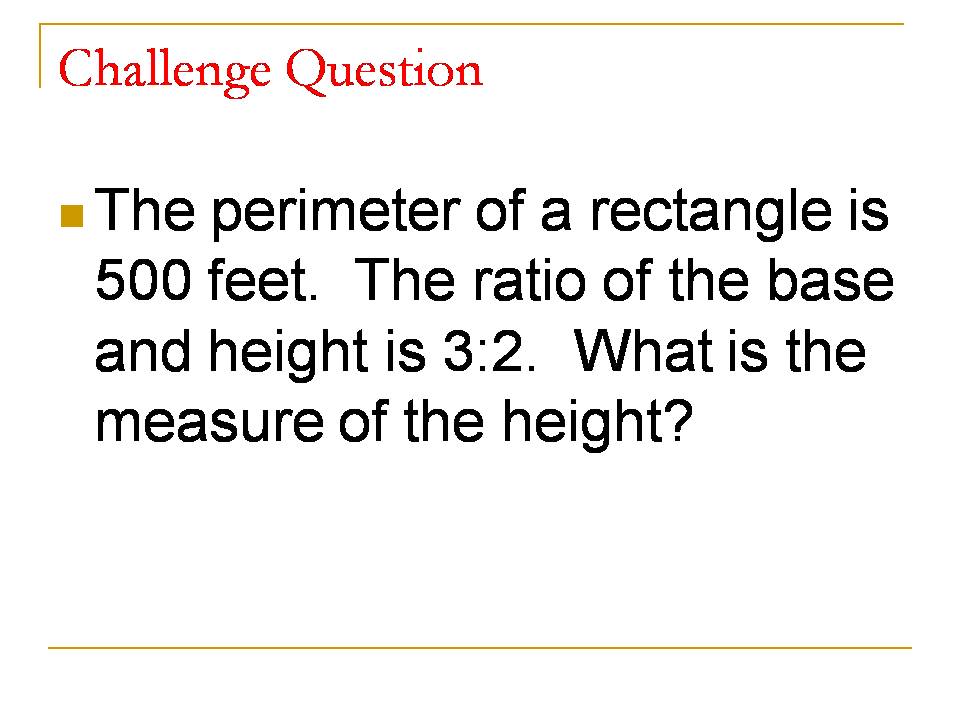 Challenge Question
The perimeter of a rectangle is
500 feet.  The ratio of the base
and height is 3:2.  What is the
measure of the height?